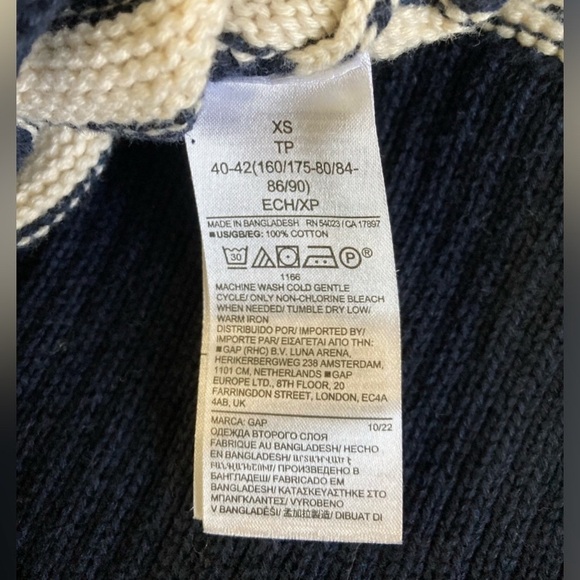 XS
TP
40-42(160/175-80/84-
86/90)
ECH/XP
MADE IN BANGLADESH RN 54023 / CA 17897
■US/GB/EG: 100% COTTON
30 P®
1166
MACHINE WASH COLD GENTLE
CYCLE/ ONLY NON-CHLORINE BLEACH
WHEN NEEDED/ TUMBLE DRY LOW/
WARM IRON
DISTRIBUIDO POR/ IMPORTED BY/
IMPORTE PAR/ ΕΙΣΑΓΕΤΑΙ ΑΠΟ ΤΗΝ:
■GAP (RHC) B.V. LUNA ARENA,
HERIKERBERGWEG 238 AMSTERDAM,
1101 CM, NETHERLANDS ■GAP
EUROPE LTD., 8TH FLOOR, 20
FARRINGDON STREET, LONDON, EC4A
4AB, UK
MARCA: GAP 10/22
ОДЕЖДА ВТОРОГО СЛОЯ
FABRIQUE AU BANGLADESH/ HECHO
EN BANGLADESH/ ԱՐՏԱԴՐՎԱԾ Է
ԲԱՆԳԼԱԴԵՇՈՒՄ/ ПРОИЗВЕДЕНО В
БАНГЛАДЕШ/ FABRICADO EM
BANGLADESH/ ΚΑΤΑΣΚΕΥΑΣΤΗΚΕ ΣΤΟ
ΜΠΑΝΓΚΛΑΝΤΕΣ/ VYROBENO
V BANGLADÉŠI/ 孟加拉製造/ DIBUAT DI